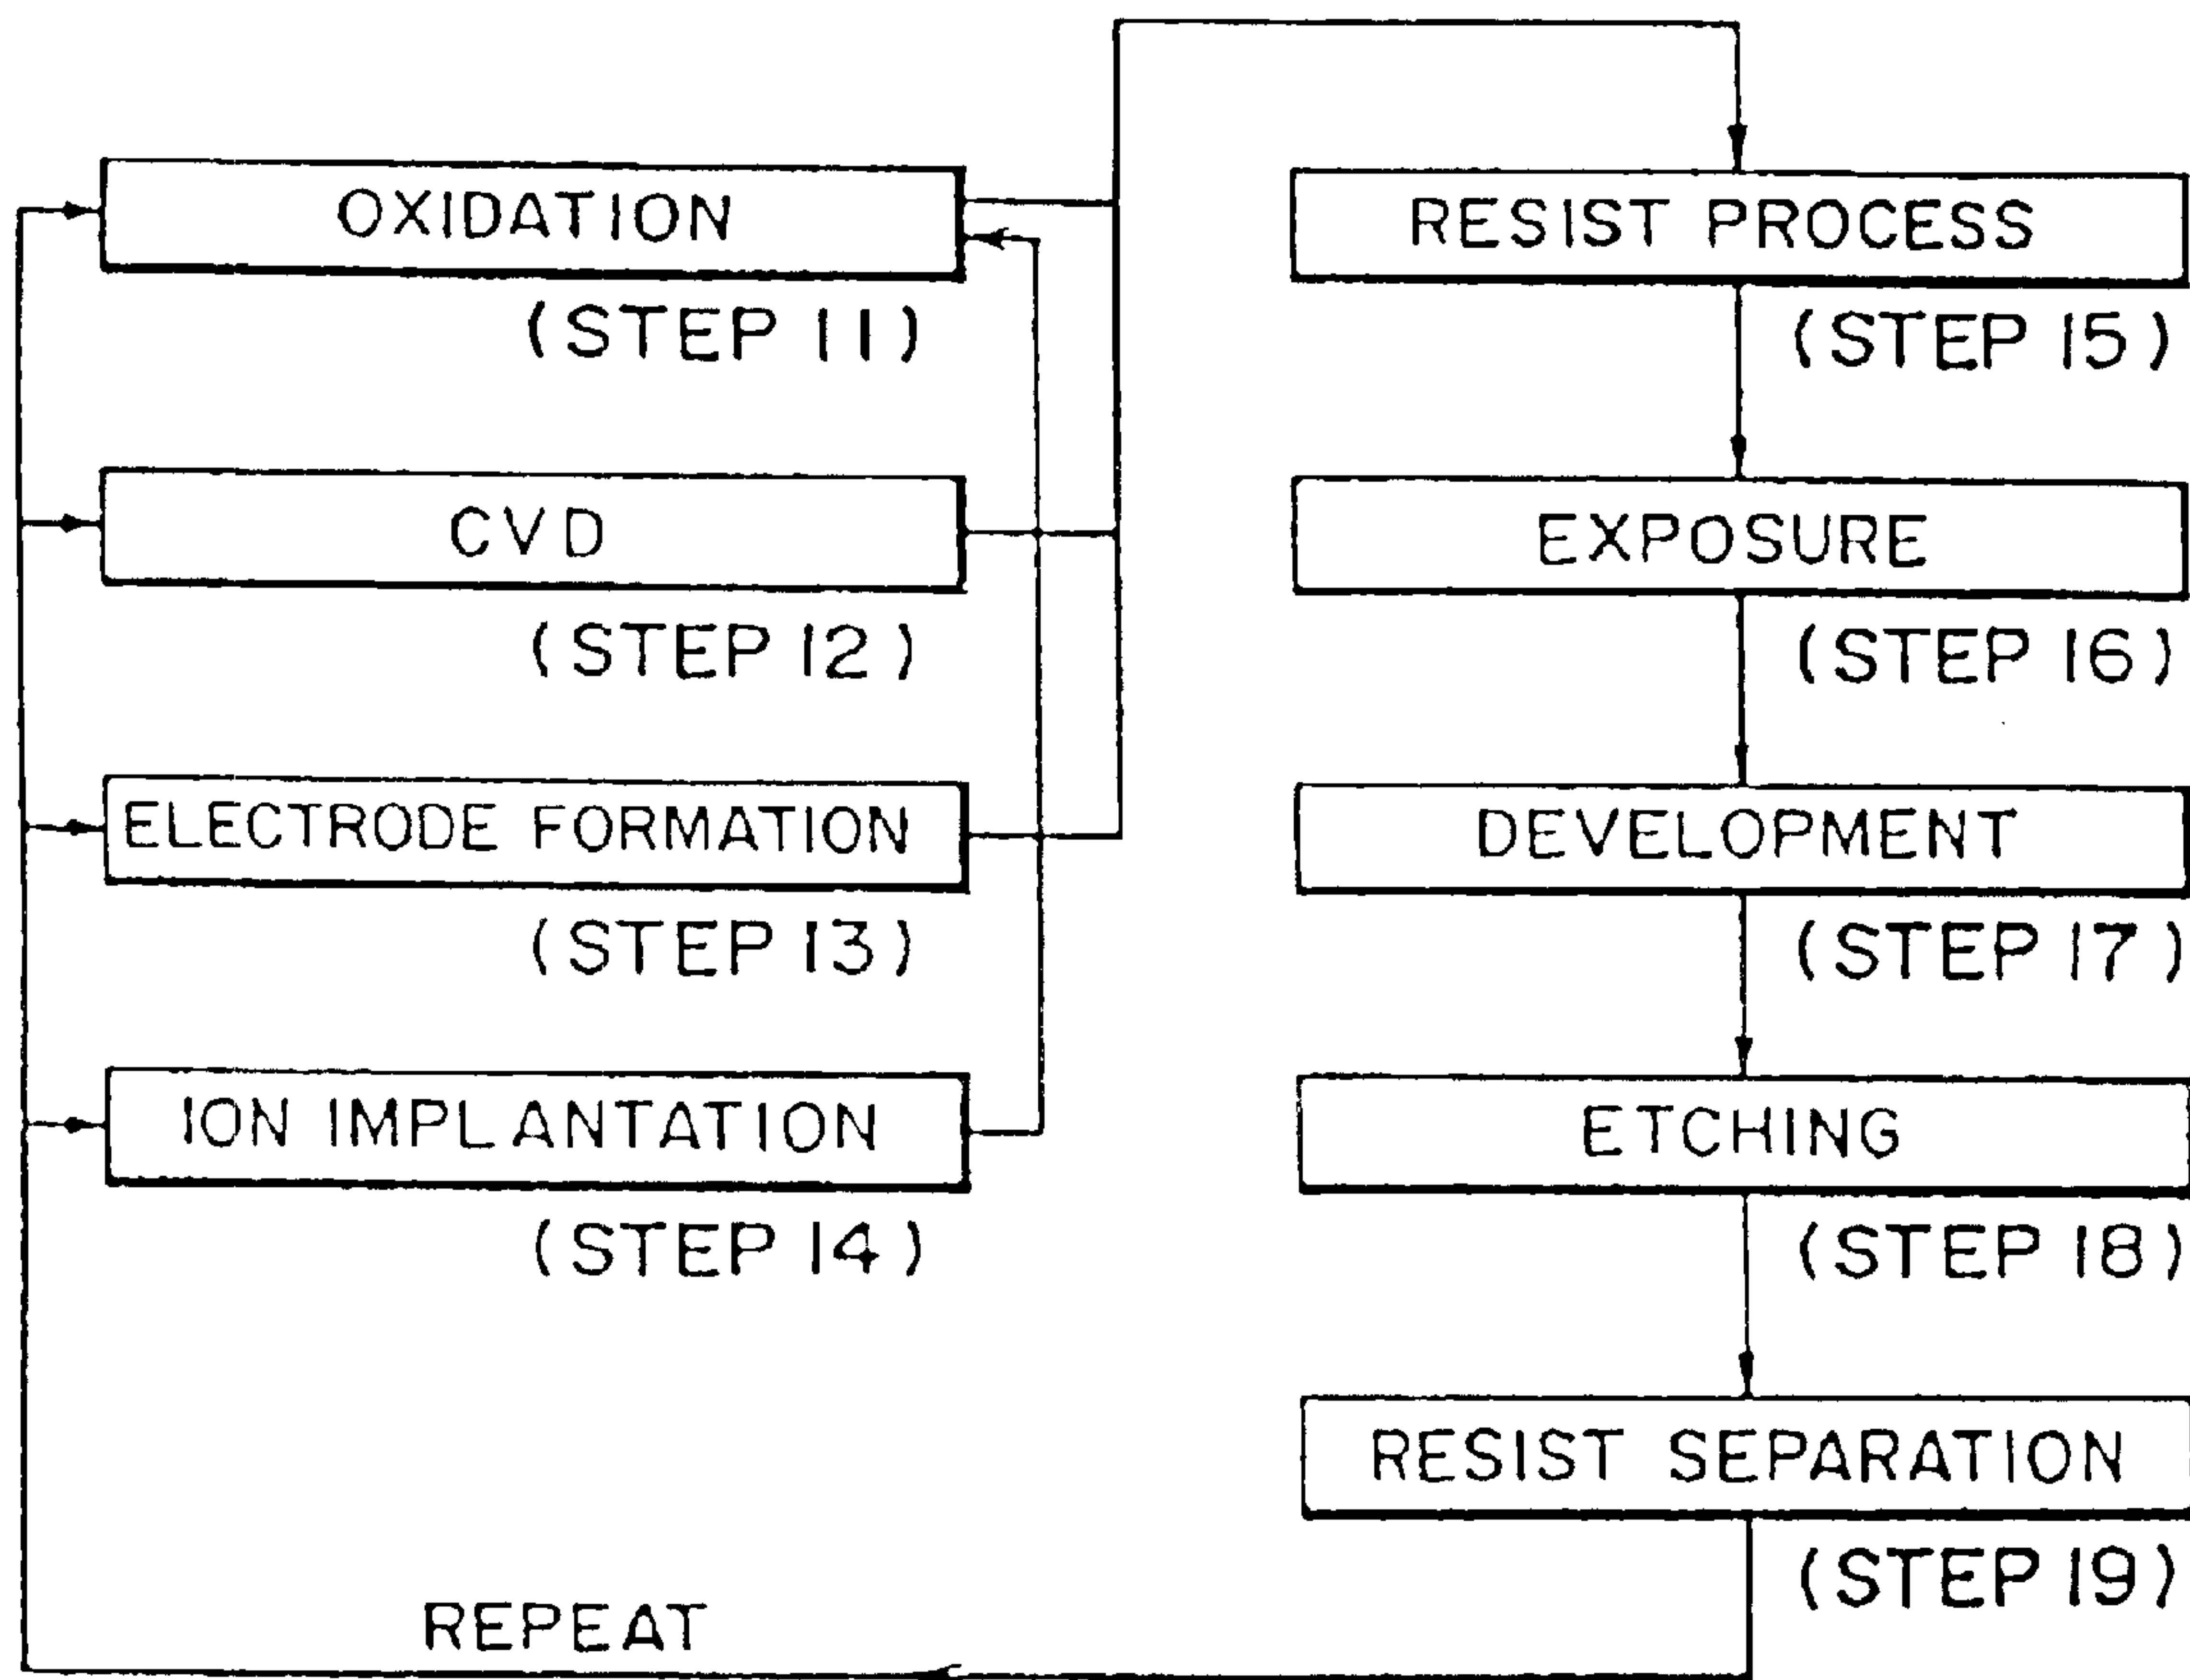 OXIDATION
(STEP 11)
CVD
(STEP 12)
ELECTRODE FORMATION
(STEP 13)
ION IMPLANTATION
(STEP 14)
RESIST PROCESS
(STEP 15)
EXPOSURE
(STEP 16)
DEVELOPMENT
(STEP 17)
ETCHING
(STEP 18)
RESIST SEPARATION
(STEP 19)
REPEAT